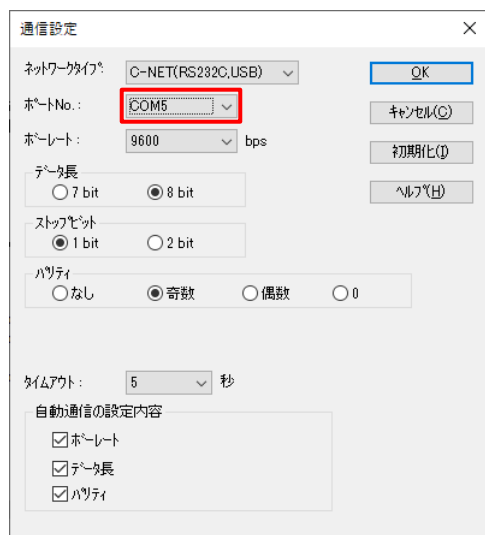 通信設定
ﾈｯﾄﾜｰｸﾀｲﾌﾟ: C-NET(RS232C,USB) OK
ﾎﾟｰﾄNo.: COM5 ｷｬﾝｾﾙ(C)
ﾎﾞｰﾚｰﾄ: 9600 bps 初期化(I)
ﾃﾞｰﾀ長 ﾍﾙﾌﾟ(H)
7 bit 8 bit
ｽﾄｯﾌﾟﾋﾞｯﾄ
1 bit 2 bit
ﾊﾟﾘﾃｨ
なし 奇数 偶数 0
ﾀｲﾑｱｳﾄ: 5 秒
自動通信の設定内容
ﾎﾞｰﾚｰﾄ
ﾃﾞｰﾀ長
ﾊﾟﾘﾃｨ